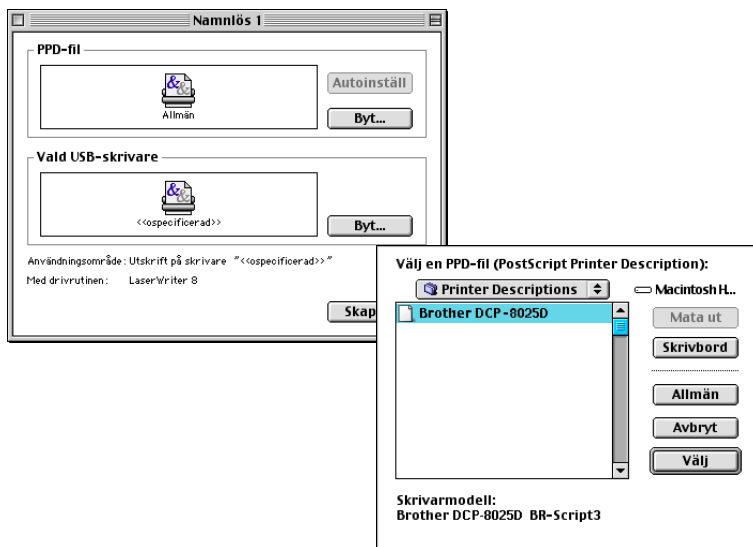 Namnlös 1
PPD-fil
Allmän
Autoinställ
Byt...
Vald USB-skrivare
<<ospecificerad>>
Byt...
Användningsområde: Utskrift på skrivare "<<ospecificerad>>"
Med drivrutinen: LaserWriter 8
Skap
Välj en PPD-fil (PostScript Printer Description):
Printer Descriptions
Macintosh H...
Brother DCP-8025D
Mata ut
Skrivbord
Allmän
Avbryt
Välj
Skrivarmodell:
Brother DCP-8025D BR-Script3